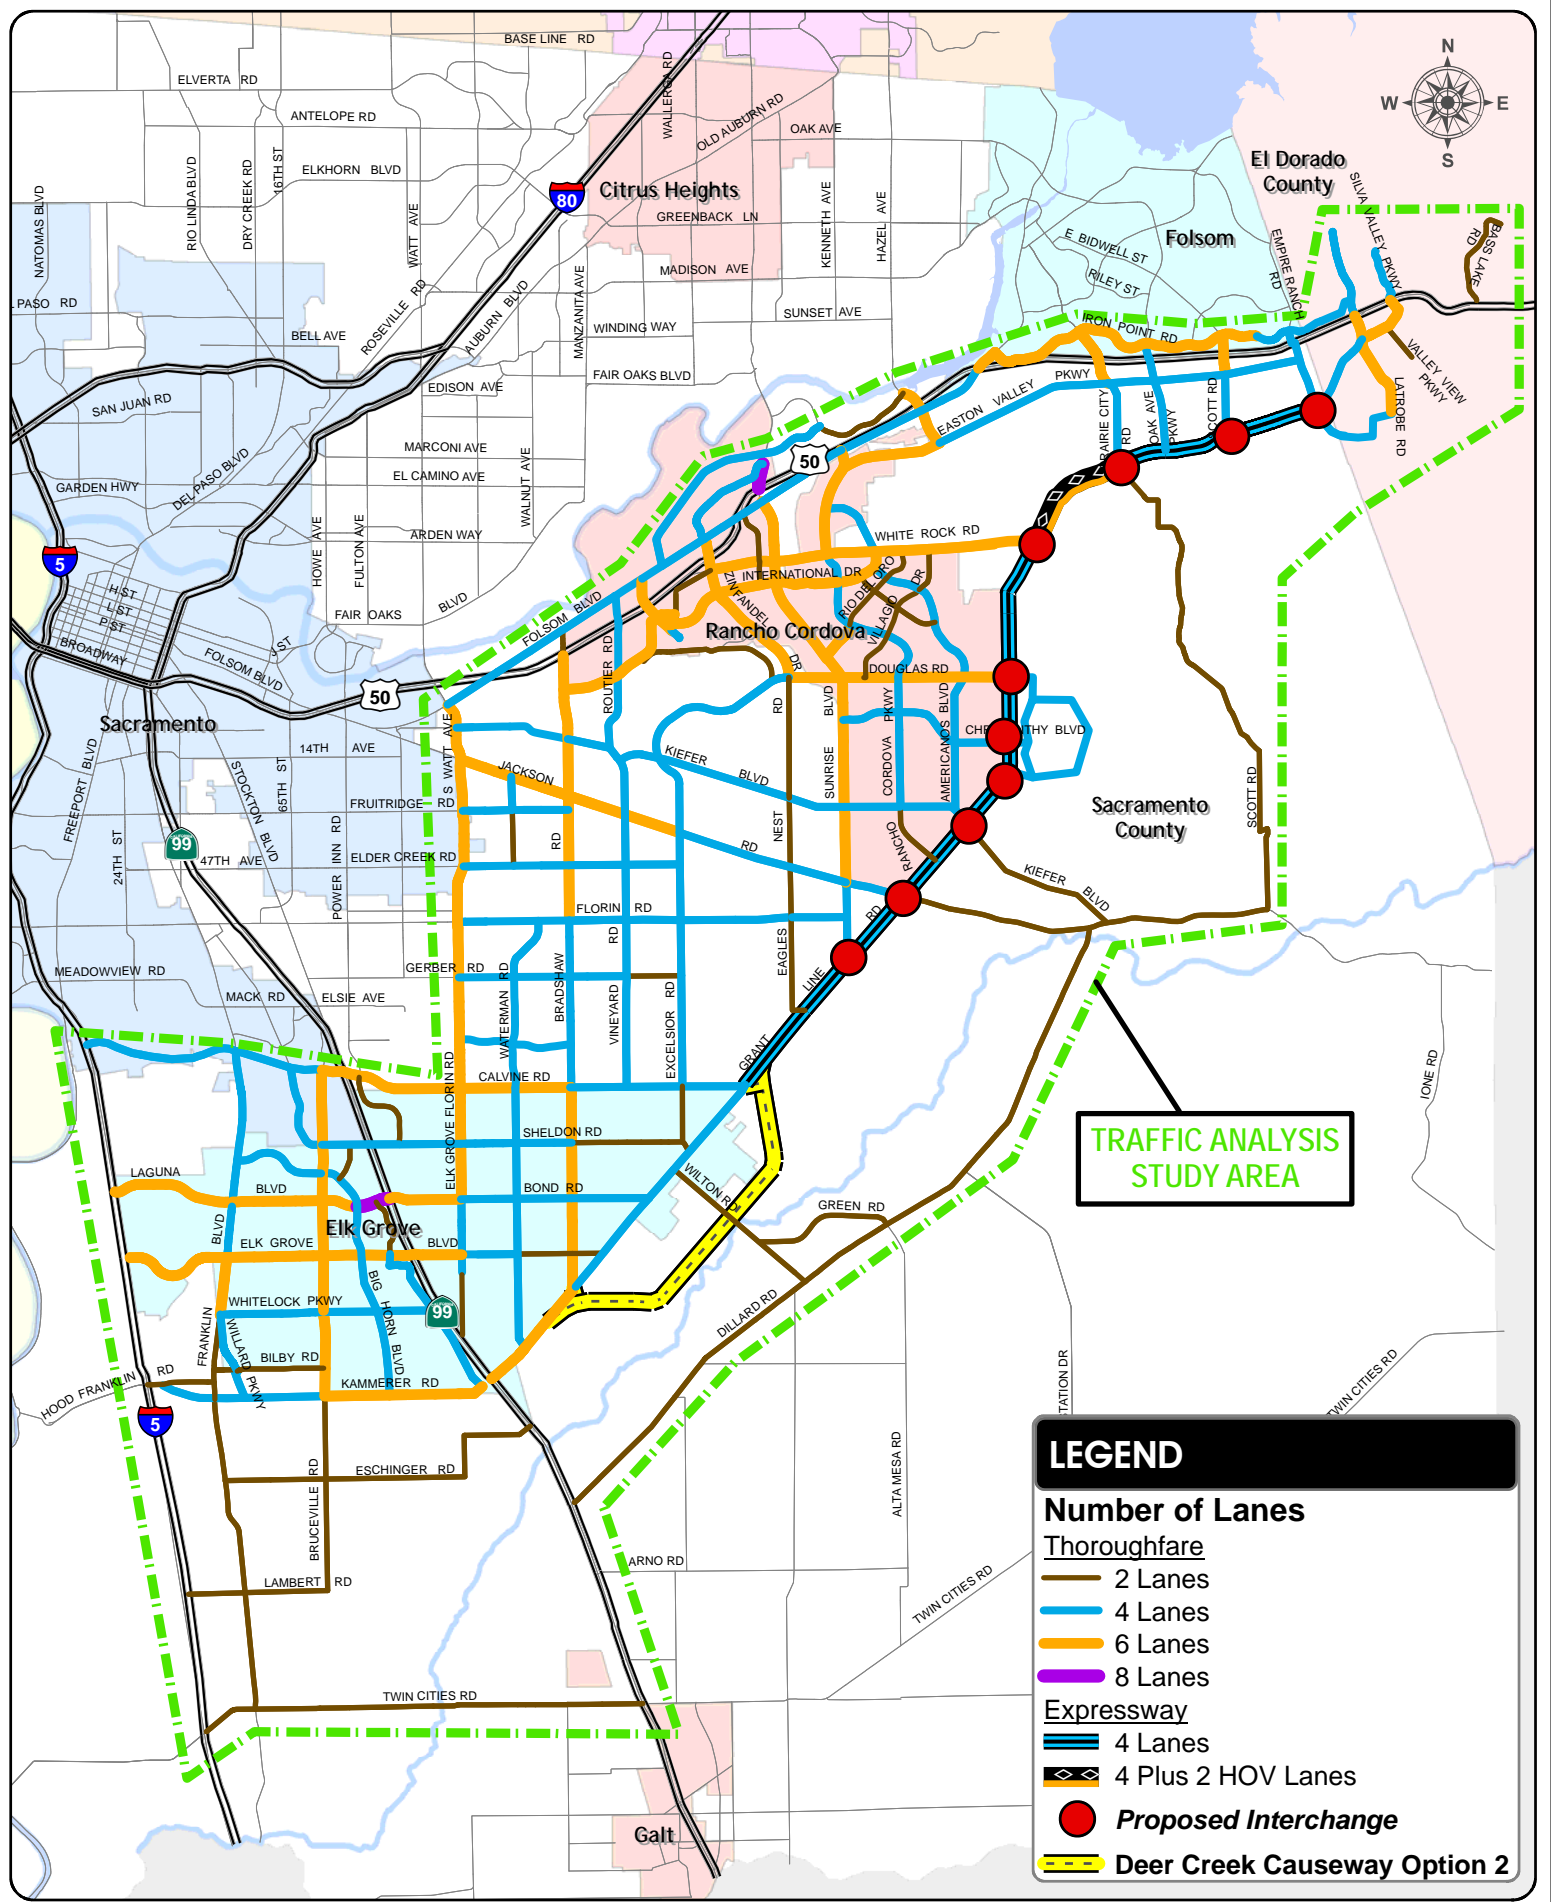 BASE LINE RD
ELVERTA RD
ANTELOPE RD
WALLERGA RD
OLD AUBURN RD
OAK AVE
N
W E
S
NATOMAS BLVD
RIO LINDA BLVD
DRY CREEK RD
16TH ST
ELKHORN BLVD
WATT AVE
80
Citrus Heights
GREENBACK LN
KENNETH AVE
HAZEL AVE
El Dorado
County
SILVA VALLEY PKWY
Folsom
E BIDWELL ST
RILEY ST
EMPIRE RANCH
RD
BASS LAKE
RD
PASO RD
BELL AVE
ROSEVILLE RD
AUBURN BLVD
MANZANITA AVE
MADISON AVE
WINDING WAY
SUNSET AVE
IRON POINT RD
FAIR OAKS BLVD
EDISON AVE
SAN JUAN RD
EASTON VALLEY PKWY
VALLEY VIEW
PKWY
LATROBE RD
PRAIRIE CITY
RD
OAK AVE
PKWY
SCOTT RD
MARCONI AVE
EL CAMINO AVE
WALNUT AVE
GARDEN HWY
DEL PASO BLVD
50
ARDEN WAY
HOWE AVE
FULTON AVE
5
WHITE ROCK RD
INTERNATIONAL DR
ZINFANDEL
DR
RIO DEL ORO
VILLAGIO
DR
H ST
L ST
P ST
BROADWAY
J ST
FOLSOM BLVD
FAIR OAKS BLVD
FOLSOM BLVD
ROUTIER RD
Rancho Cordova
DOUGLAS RD
50
Sacramento
14TH AVE
S WATT AVE
JACKSON
RD
KIEFER BLVD
SUNRISE BLVD
RANCHO CORDOVA PKWY
AMERICANOS BLVD
FREEPORT BLVD
24TH ST
STOCKTON BLVD
65TH ST
POWER INN RD
FRUITRIDGE RD
99
47TH AVE
ELDER CREEK RD
Sacramento
County
SCOTT RD
KIEFER BLVD
FLORIN RD
EAGLES NEST RD
GERBER RD
MEADOWVIEW RD
MACK RD
ELSIE AVE
WATERMAN RD
BRADSHAW RD
VINEYARD RD
EXCELSIOR RD
GRANT LINE RD
ELK GROVE FLORIN RD
CALVINE RD
IONE RD
TRAFFIC ANALYSIS
STUDY AREA
SHELDON RD
LAGUNA BLVD
BOND RD
WILTON RD
GREEN RD
Elk Grove
ELK GROVE BLVD
WHITELOCK PKWY
BIG HORN BLVD
99
FRANKLIN BLVD
WILLARD PKWY
BILBY RD
HOOD FRANKLIN RD
KAMMERER RD
DILLARD RD
5
STATION DR
TWIN CITIES RD
ESCHINGER RD
BRUCEVILLE RD
ALTA MESA RD
LAMBERT RD
ARNO RD
TWIN CITIES RD
TWIN CITIES RD
Galt
LEGEND
Number of Lanes
Thoroughfare
2 Lanes
4 Lanes
6 Lanes
8 Lanes
Expressway
4 Lanes
4 Plus 2 HOV Lanes
Proposed Interchange
Deer Creek Causeway Option 2